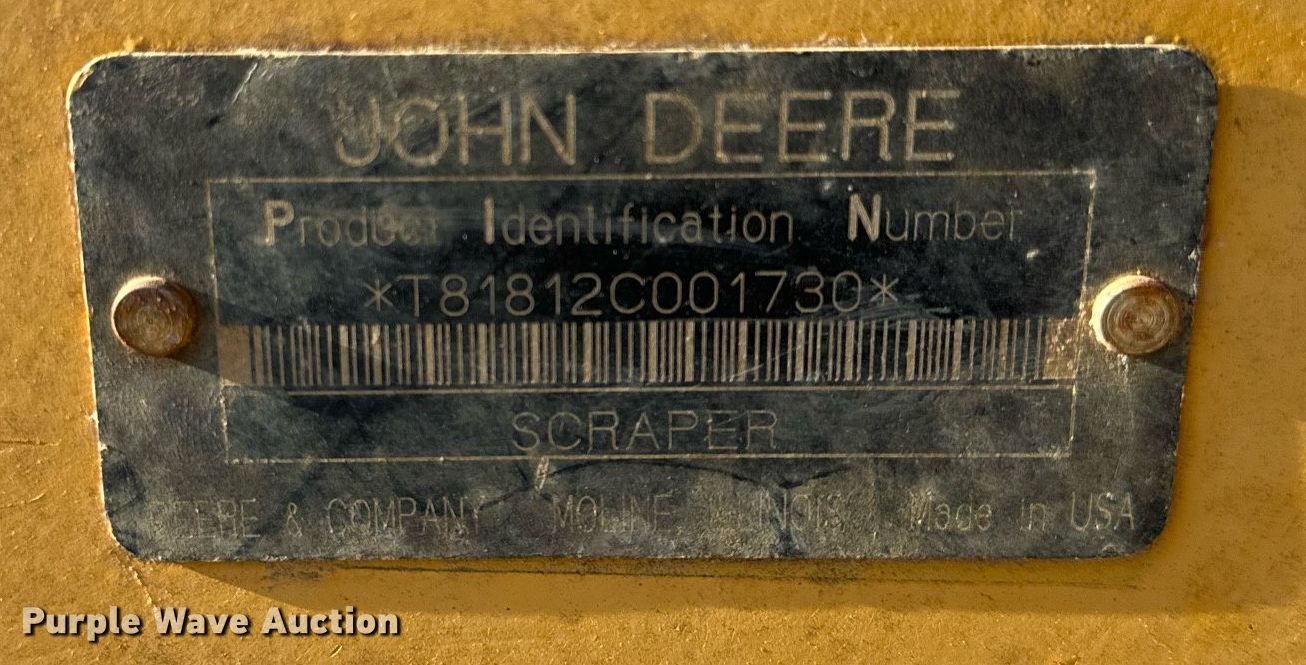 JOHN DEERE
Product Identification Number
*T81812C001730*
SCRAPER
DEERE & COMPANY MOLINE, ILLINOIS Made in USA
Purple Wave Auction